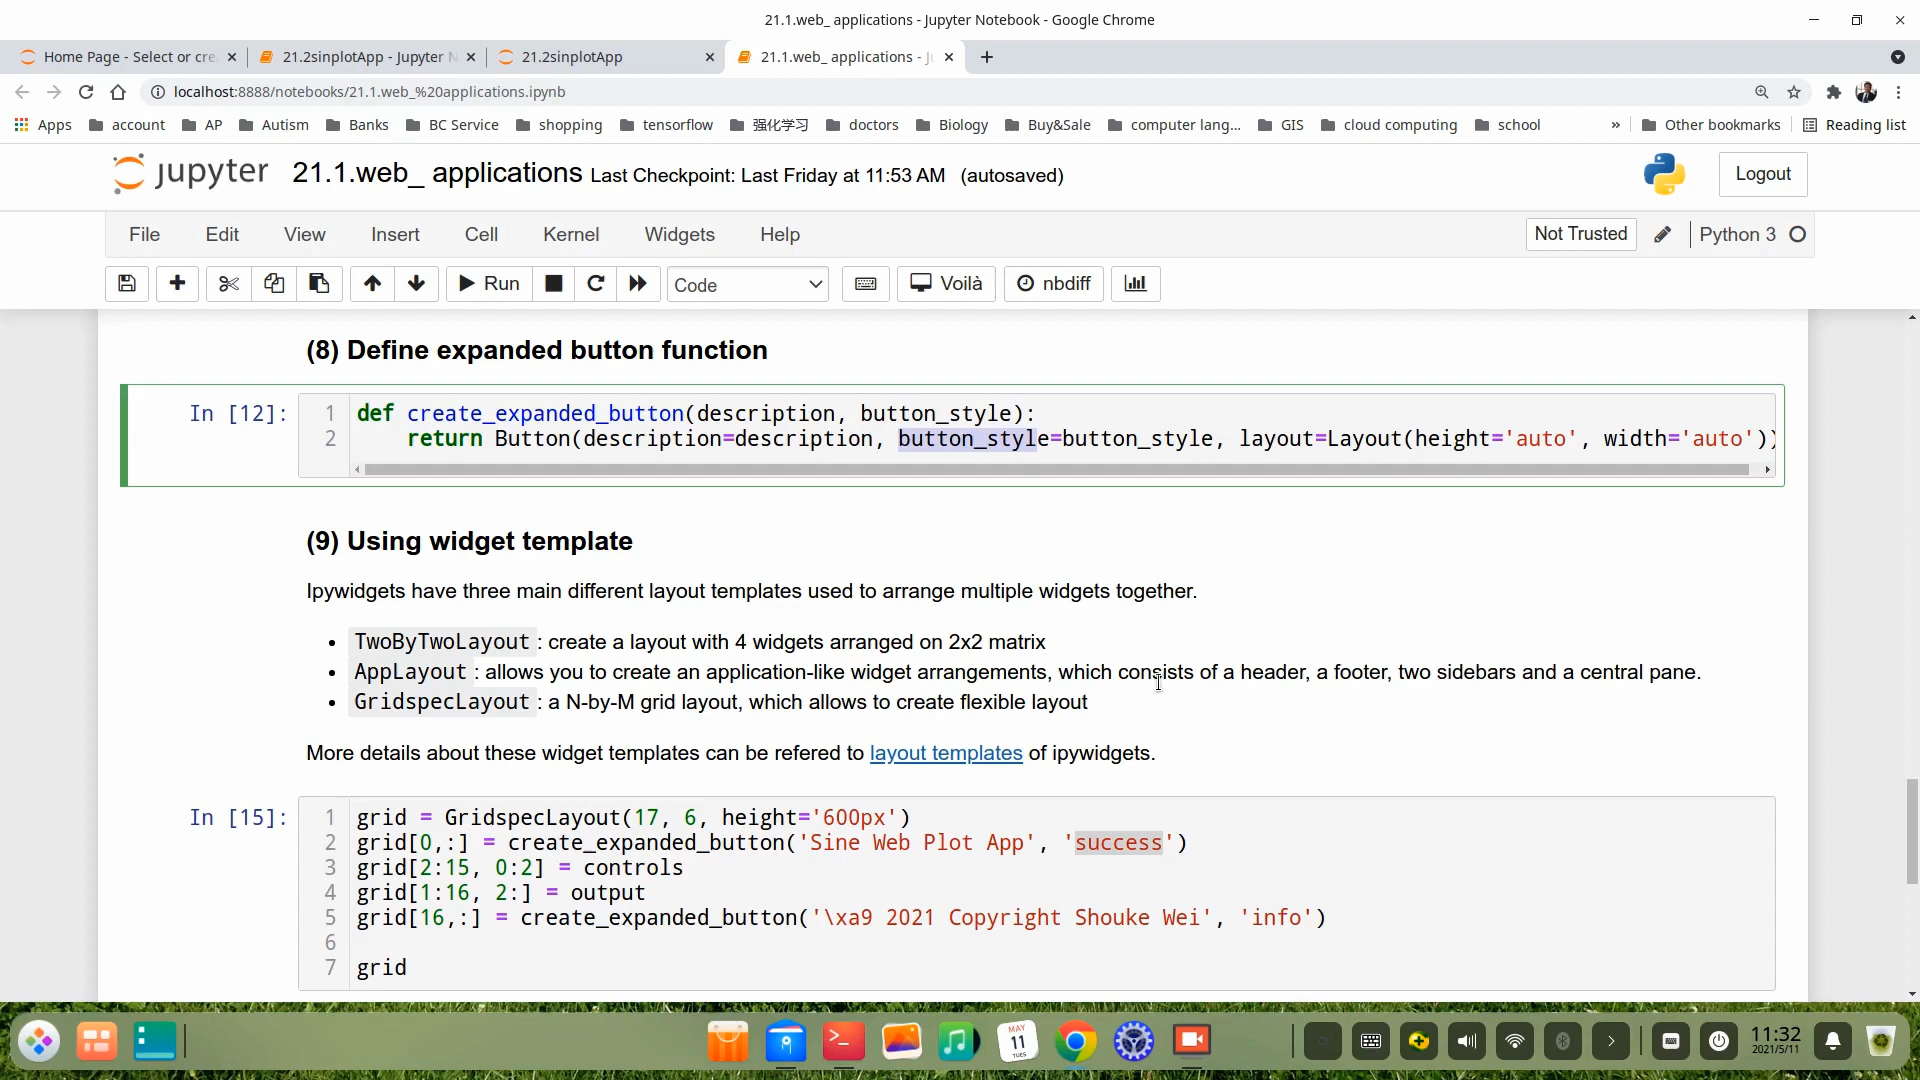 21.1.web_ applications - Jupyter Notebook - Google Chrome
Home Page - Select or cre
21.2sinplotApp - Jupyter N
21.2sinplotApp
21.1.web_ applications - J
localhost:8888/notebooks/21.1.web_%20applications.ipynb
Apps account AP Autism Banks BC Service shopping tensorflow 强化学习 doctors Biology Buy&Sale computer lang... GIS cloud computing school » Other bookmarks Reading list
jupyter 21.1.web_ applications Last Checkpoint: Last Friday at 11:53 AM (autosaved)
Logout
File Edit View Insert Cell Kernel Widgets Help Not Trusted Python 3
Run Code Voilà nbdiff
(8) Define expanded button function
In [12]:
1 def create_expanded_button(description, button_style):
2 return Button(description=description, button_style=button_style, layout=Layout(height='auto', width='auto'))
(9) Using widget template
Ipywidgets have three main different layout templates used to arrange multiple widgets together.
• TwoByTwoLayout : create a layout with 4 widgets arranged on 2x2 matrix
• AppLayout : allows you to create an application-like widget arrangements, which consists of a header, a footer, two sidebars and a central pane.
• GridspecLayout : a N-by-M grid layout, which allows to create flexible layout
More details about these widget templates can be refered to layout templates of ipywidgets.
In [15]:
1 grid = GridspecLayout(17, 6, height='600px')
2 grid[0,:] = create_expanded_button('Sine Web Plot App', 'success')
3 grid[2:15, 0:2] = controls
4 grid[1:16, 2:] = output
5 grid[16,:] = create_expanded_button('\xa9 2021 Copyright Shouke Wei', 'info')
6
7 grid
MAY
11
TUES
11:32
2021/5/11